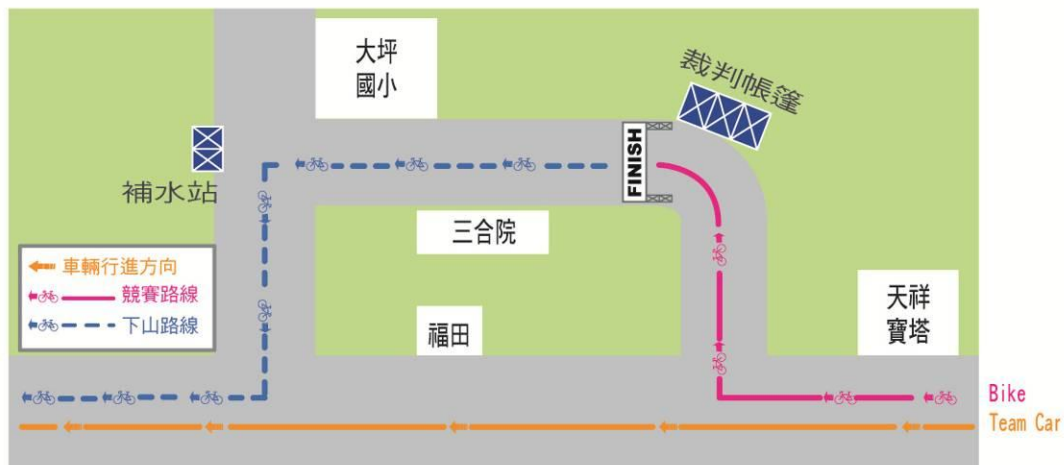 大坪
國小
裁判帳篷
FINISH
補水站
三合院
車輛行進方向
競賽路線
下山路線
福田
天祥
寶塔
Bike
Team Car